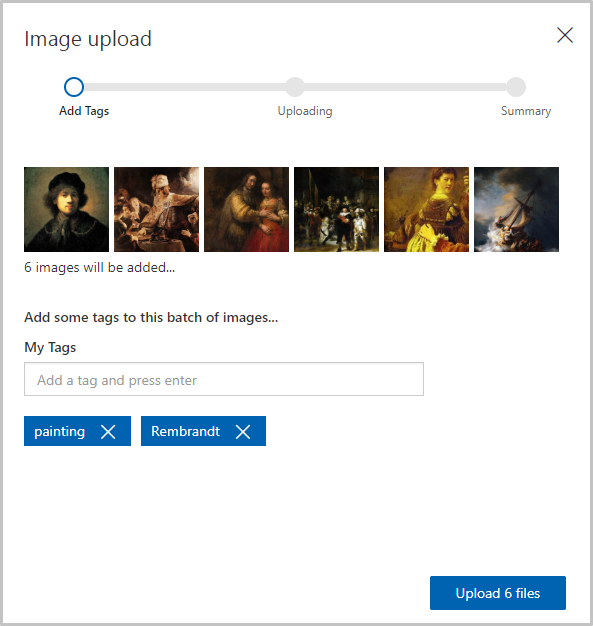 Image upload
Add Tags
Uploading
Summary
6 images will be added...
Add some tags to this batch of images...
My Tags
Add a tag and press enter
painting
Rembrandt
Upload 6 files